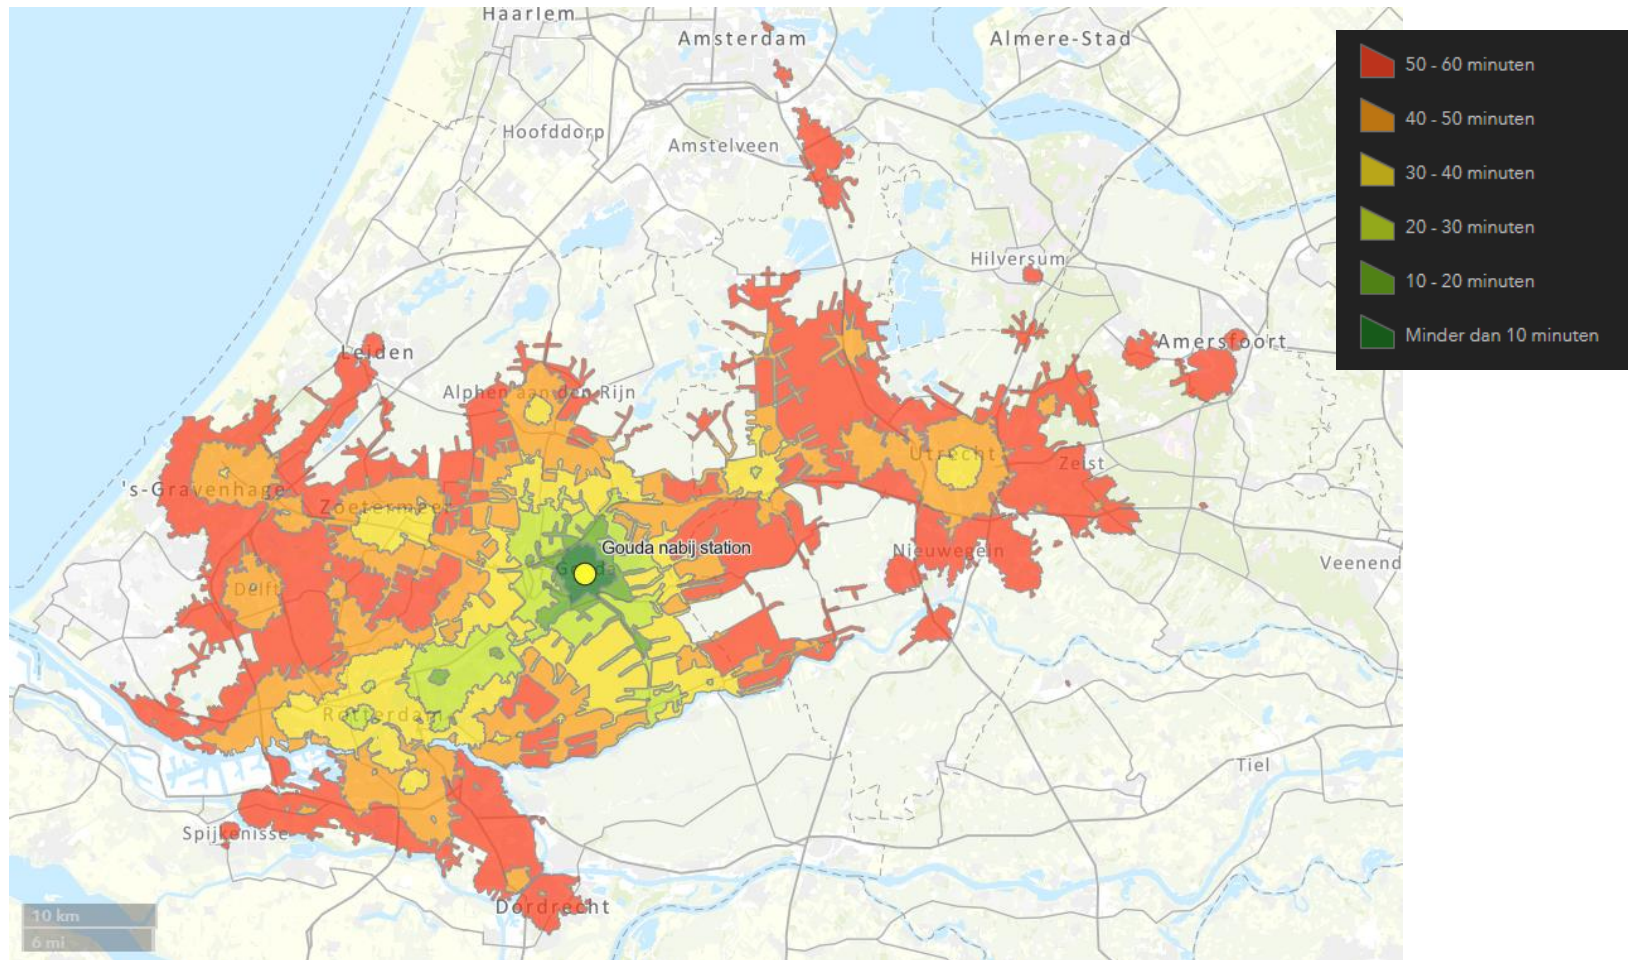 Haarlem
Amsterdam
Almere-Stad
50 - 60 minuten
40 - 50 minuten
30 - 40 minuten
20 - 30 minuten
10 - 20 minuten
Minder dan 10 minuten
Hoofddorp
Amstelveen
Hilversum
Leiden
Amersfoort
Alphen aan den Rijn
Utrecht
Zeist
's-Gravenhage
Zoetermeer
Gouda nabij station
Gouda
Nieuwegein
Veenend
Delft
Rotterdam
Tiel
Spijkenisse
Dordrecht
10 km
6 mi